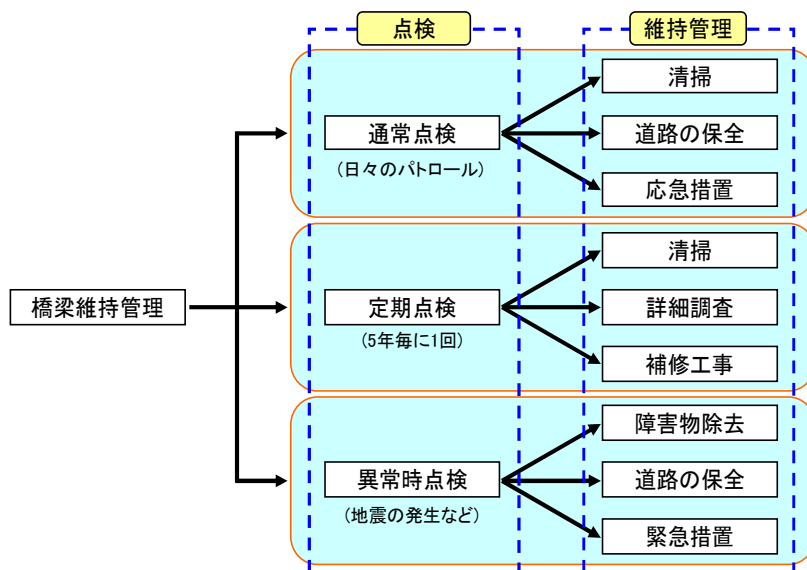 点検
維持管理
清掃
通常点検
道路の保全
(日々のパトロール)
応急措置
清掃
橋梁維持管理
定期点検
詳細調査
(5年毎に1回)
補修工事
障害物除去
異常時点検
道路の保全
(地震の発生など)
緊急措置